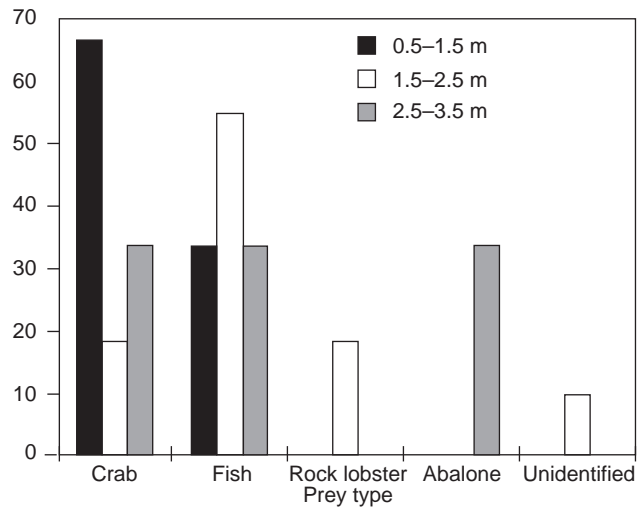 70
60
50
40
30
20
10
0
0.5–1.5 m
1.5–2.5 m
2.5–3.5 m
Crab Fish Rock lobster Abalone Unidentified
Prey type